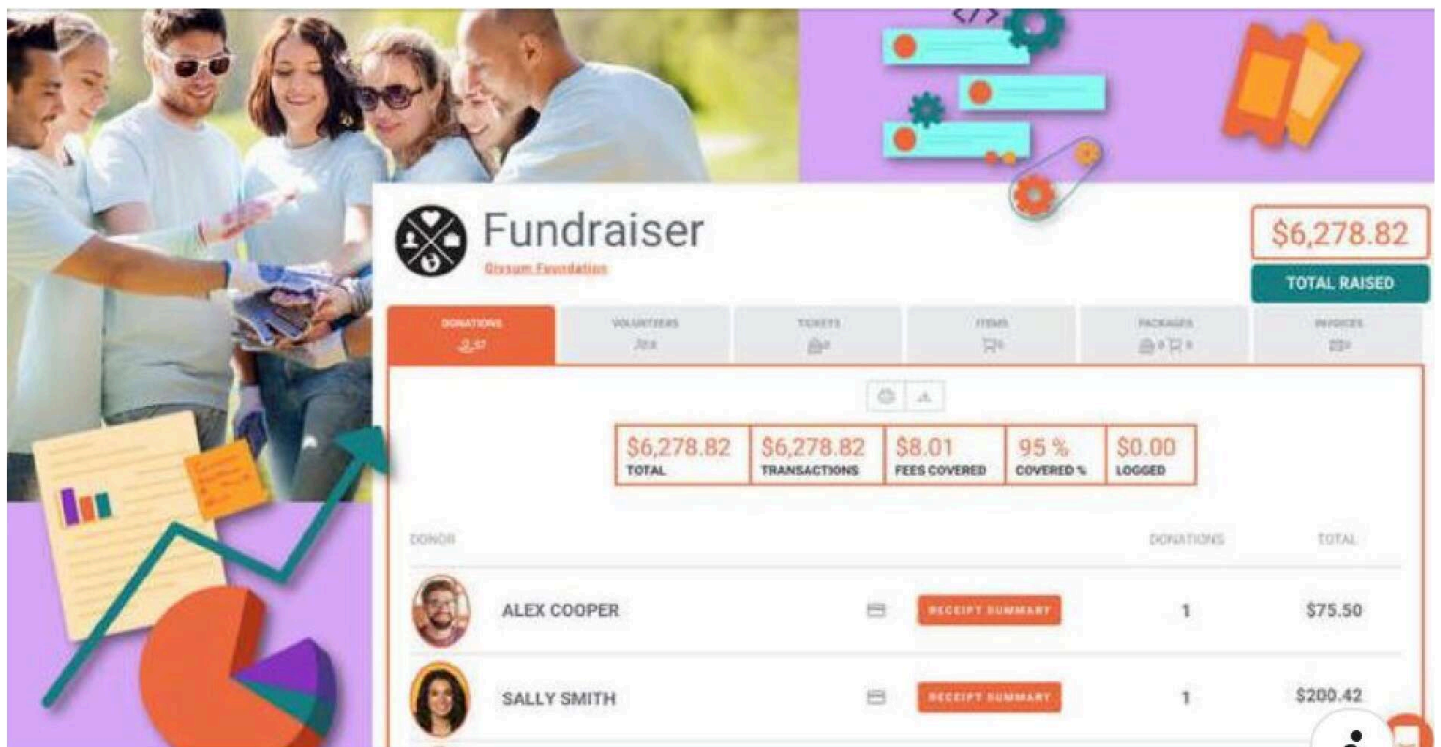 </>
Fundraiser
$6,278.82
Givsum Foundation
TOTAL RAISED
DONATIONS VOLUNTEERS TICKETS ITEMS PACKAGES INVOICES
$6,278.82 $6,278.82 $8.01 95 % $0.00
TOTAL TRANSACTIONS FEES COVERED COVERED % LOGGED
DONOR DONATIONS TOTAL
ALEX COOPER RECEIPT SUMMARY 1 $75.50
SALLY SMITH RECEIPT SUMMARY 1 $200.42